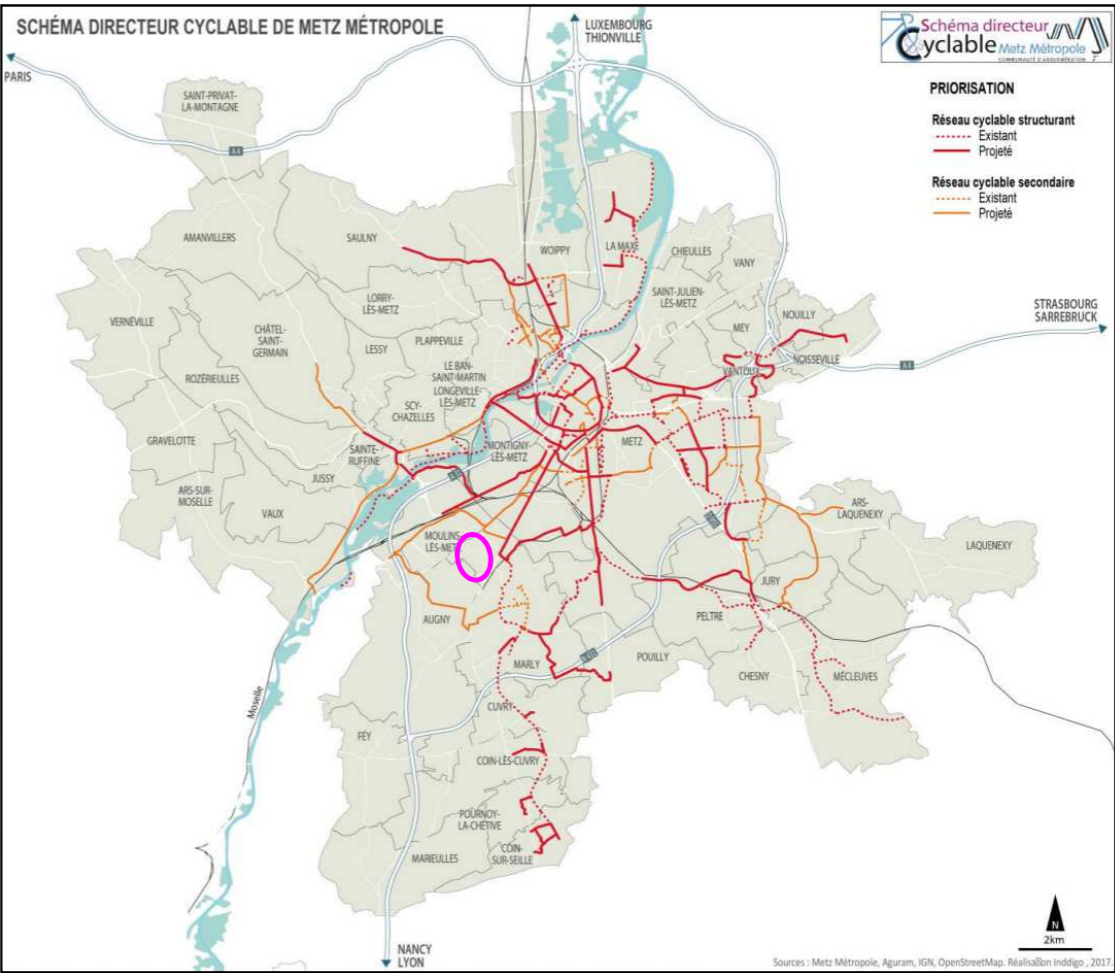 SCHÉMA DIRECTEUR CYCLABLE DE METZ MÉTROPOLE
LUXEMBOURG
THIONVILLE
Schéma directeur
Cyclable Metz Métropole
COMMUNAUTÉ D'AGGLOMÉRATION
PARIS
PRIORISATION
Réseau cyclable structurant
Existant
Projeté
Réseau cyclable secondaire
Existant
Projeté
SAINT-PRIVAT-
LA-MONTAGNE
A4
AMANVILLERS
SAULNY
WOIPPY
LA MAXE
CHIEULLES
VANY
SAINT-JULIEN-
LÈS-METZ
LORRY-
LÈS-METZ
VERNÉVILLE
CHÂTEL-
SAINT-
GERMAIN
LESSY
PLAPPEVILLE
MEY
NOUILLY
NOISSEVILLE
VANTOUX
STRASBOURG
SARREBRUCK
A4
ROZÉRIEULLES
LE BAN-
SAINT-MARTIN
LONGEVILLE-
LÈS-METZ
SCY-
CHAZELLES
GRAVELOTTE
SAINTE-
RUFFINE
MONTIGNY-
LÈS-METZ
METZ
JUSSY
ARS-SUR-
MOSELLE
VAUX
ARS-
LAQUENEXY
LAQUENEXY
MOULINS-
LÈS-METZ
JURY
AUGNY
PELTRE
MARLY
POUILLY
CHESNY
MÉCLEUVES
Moselle
CUVRY
FÉY
COIN-LÈS-CUVRY
POURNOY-
LA-CHÉTIVE
MARIEULLES
COIN-
SUR-SEILLE
NANCY
LYON
N
2km
Sources : Metz Métropole, Aguram, IGN, OpenStreetMap. Réalisation Inddigo , 2017.